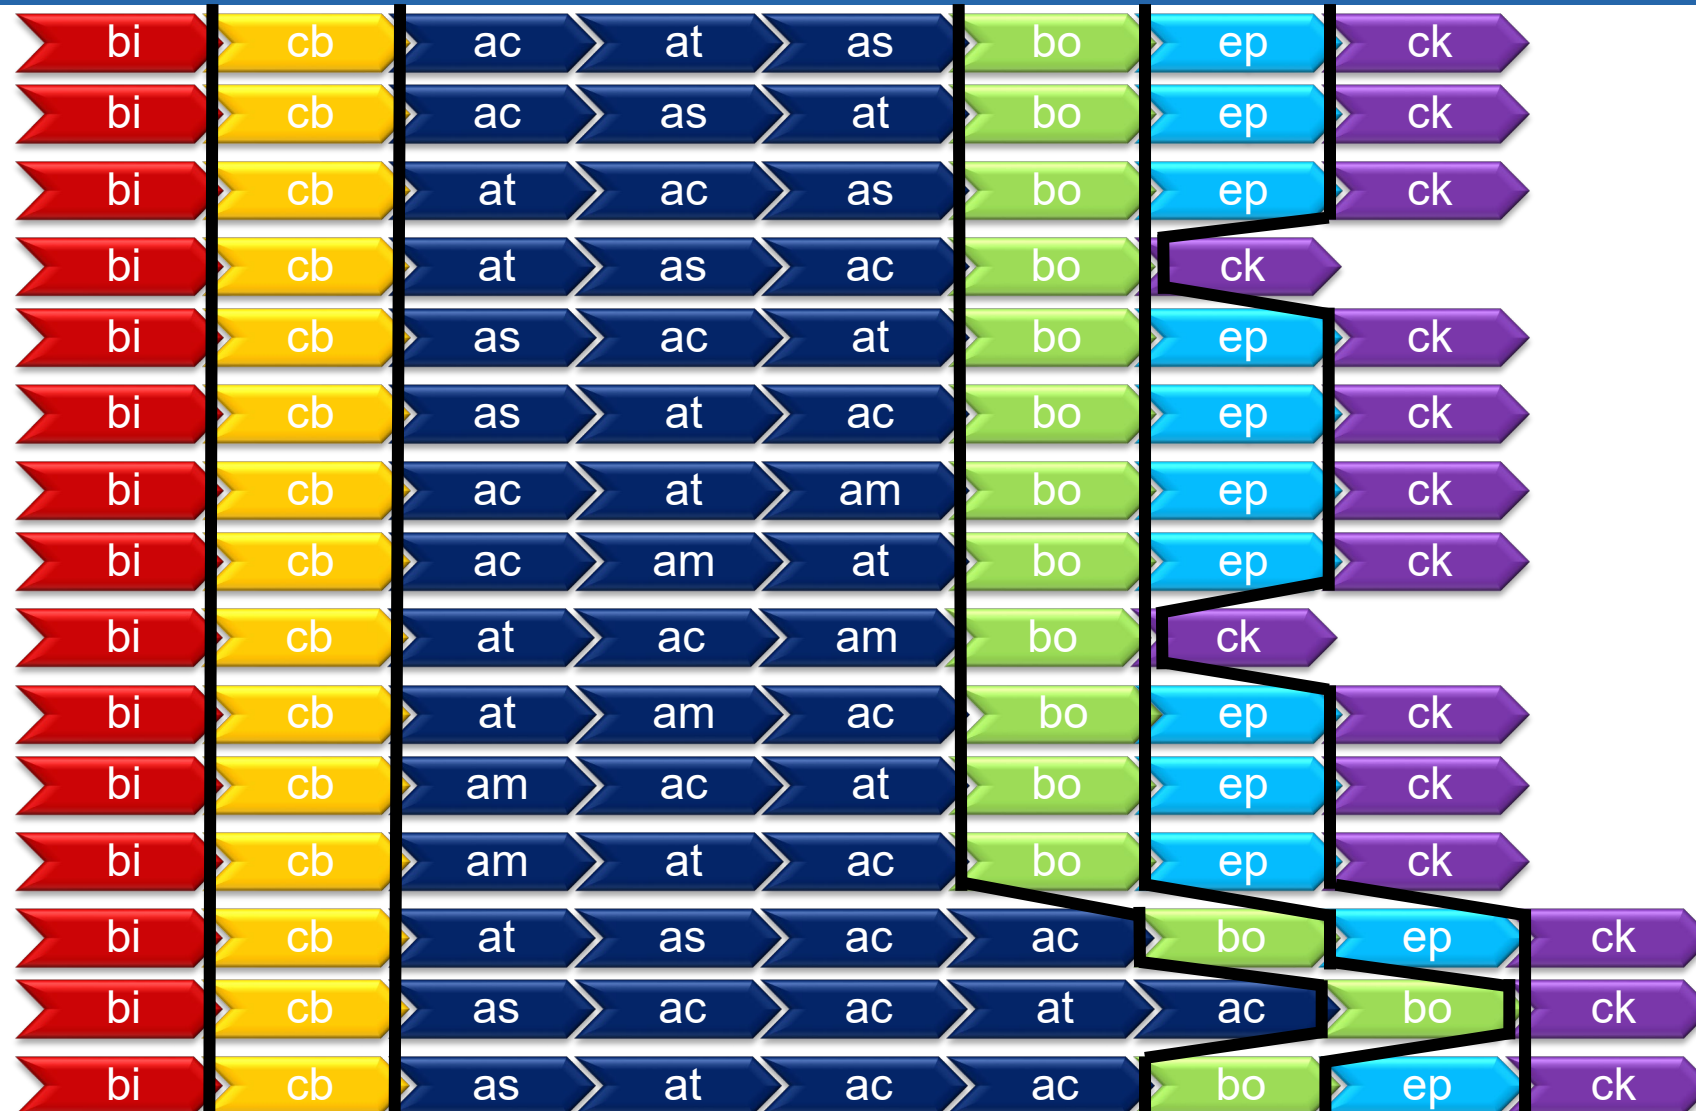 bi cb ac at as bo ep ck
bi cb ac as at bo ep ck
bi cb at ac as bo ep ck
bi cb at as ac bo ck
bi cb as ac at bo ep ck
bi cb as at ac bo ep ck
bi cb ac at am bo ep ck
bi cb ac am at bo ep ck
bi cb at ac am bo ck
bi cb at am ac bo ep ck
bi cb am ac at bo ep ck
bi cb am at ac bo ep ck
bi cb at as ac ac bo ep ck
bi cb as ac ac at ac bo ck
bi cb as at ac ac bo ep ck